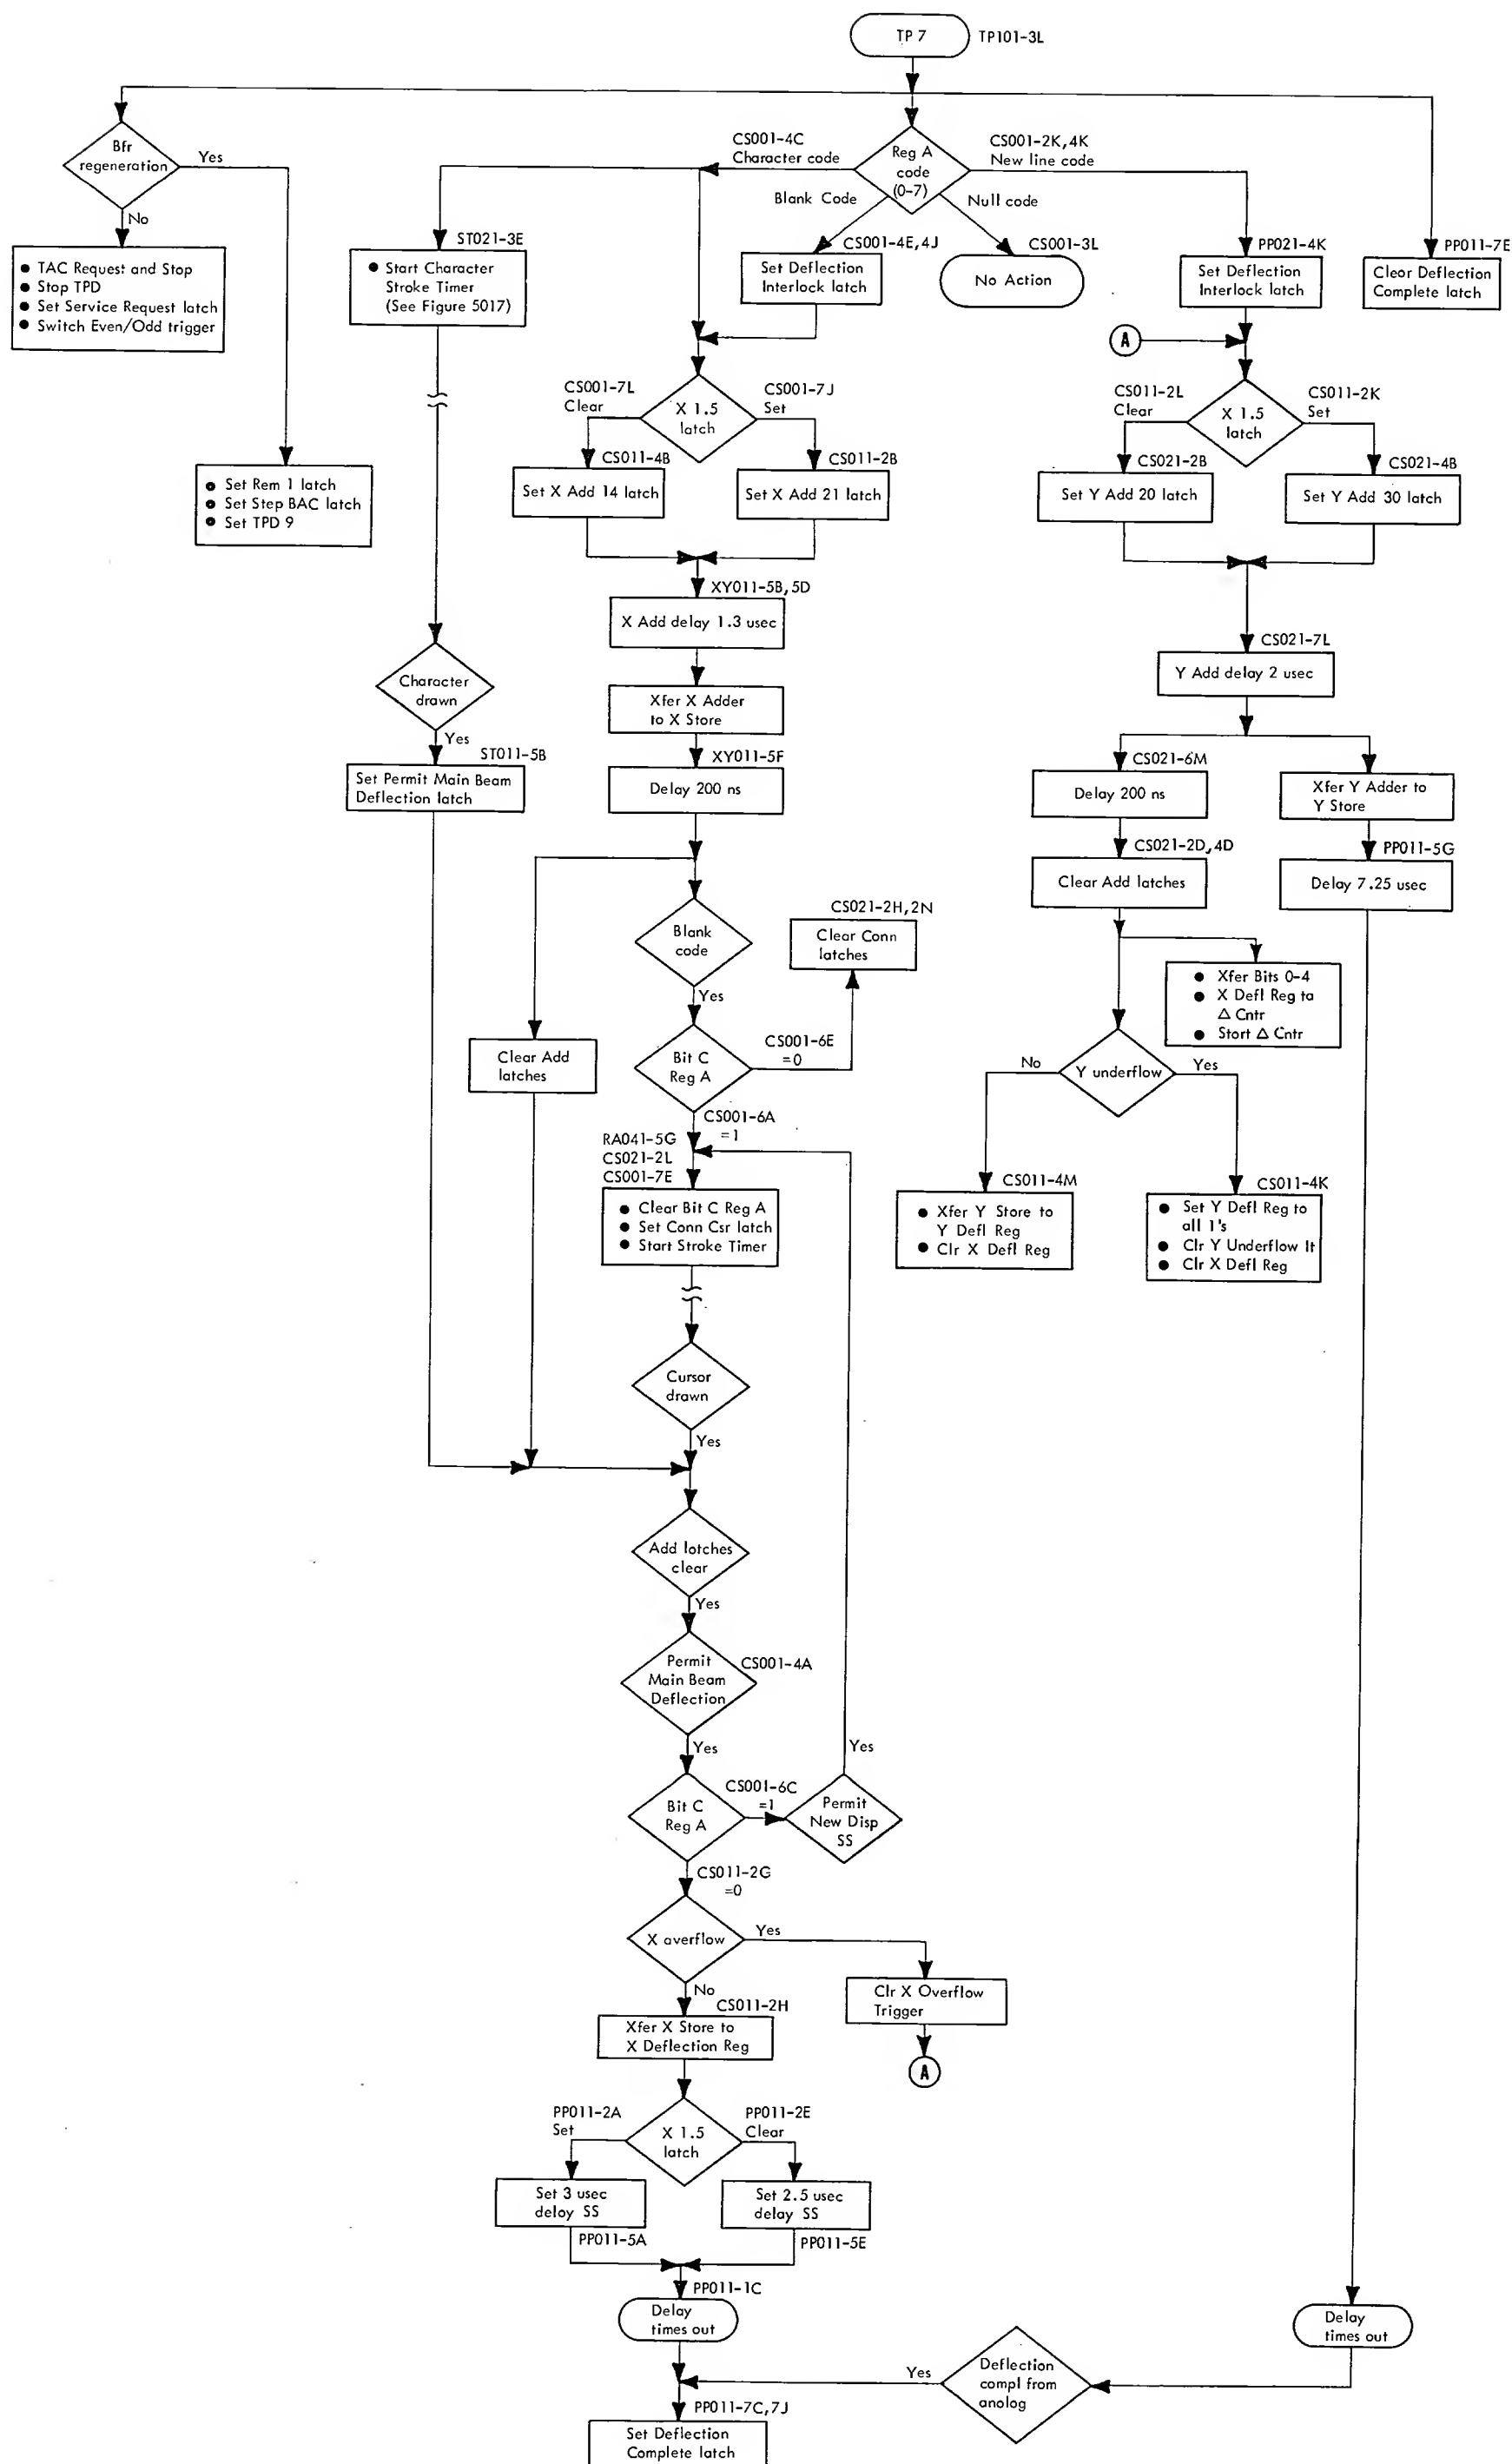 TP 7
TP101-3L
Bfr
regeneration
Yes
No
● TAC Request and Stop
● Stop TPD
● Set Service Request latch
● Switch Even/Odd trigger
● Set Rem 1 latch
● Set Step BAC latch
● Set TPD 9
CS001-4C
Character code
Reg A
code
(0-7)
CS001-2K, 4K
New line code
Blank Code
Null code
ST021-3E
● Start Character
Stroke Timer
(See Figure 5017)
CS001-4E, 4J
Set Deflection
Interlock latch
CS001-3L
No Action
PP021-4K
Set Deflection
Interlock latch
PP011-7E
Cleor Deflection
Complete latch
A
CS001-7L
Clear
X 1.5
latch
CS001-7J
Set
CS011-2L
Clear
X 1.5
latch
CS011-2K
Set
CS011-4B
Set X Add 14 latch
CS011-2B
Set X Add 21 latch
CS021-2B
Set Y Add 20 latch
CS021-4B
Set Y Add 30 latch
XY011-5B, 5D
X Add delay 1.3 usec
CS021-7L
Y Add delay 2 usec
Character
drawn
Yes
Xfer X Adder
to X Store
ST011-5B
Set Permit Main Beam
Deflection latch
XY011-5F
Delay 200 ns
CS021-6M
Delay 200 ns
Xfer Y Adder to
Y Store
CS021-2D, 4D
Clear Add latches
PP011-5G
Delay 7.25 usec
Blank
code
Yes
CS021-2H, 2N
Clear Conn
latches
● Xfer Bits 0-4
● X Defl Reg ta
Δ Cntr
● Stort Δ Cntr
Clear Add
latches
Bit C
Reg A
CS001-6E
=0
CS001-6A
=1
No
Y underflow
Yes
RA041-5G
CS021-2L
CS001-7E
● Clear Bit C Reg A
● Set Conn Csr latch
● Start Stroke Timer
CS011-4M
● Xfer Y Store to
Y Defl Reg
● Clr X Defl Reg
CS011-4K
● Set Y Defl Reg to
all 1's
● Clr Y Underflow lt
● Clr X Defl Reg
Cursor
drawn
Yes
Add lotches
clear
Yes
Permit
Main Beam
Deflection
CS001-4A
Yes
Bit C
Reg A
CS001-6C
=1
Permit
New Disp
SS
Yes
CS011-2G
=0
X averflow
Yes
No
Clr X Overflow
Trigger
A
CS011-2H
Xfer X Store to
X Deflection Reg
PP011-2A
Set
X 1.5
latch
PP011-2E
Clear
Set 3 usec
deloy SS
Set 2.5 usec
delay SS
PP011-5A
PP011-5E
PP011-1C
Delay
times out
Delay
times out
Yes
Deflection
compl from
anolog
PP011-7C, 7J
Set Deflection
Complete latch